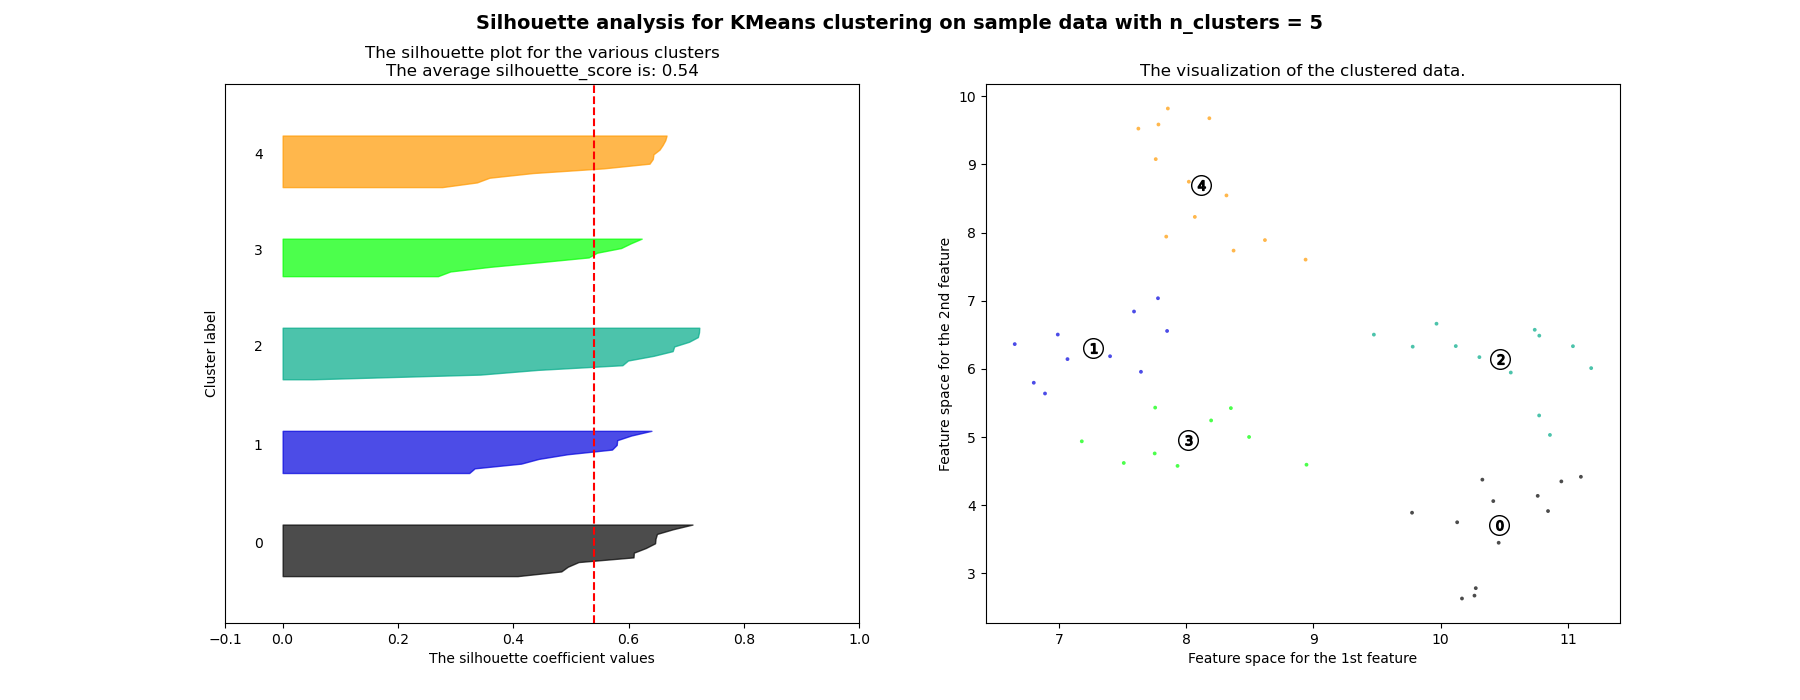 Silhouette analysis for KMeans clustering on sample data with n_clusters = 5
The silhouette plot for the various clusters
The average silhouette_score is: 0.54
Cluster label
4
3
2
1
0
−0.1 0.0 0.2 0.4 0.6 0.8 1.0
The silhouette coefficient values
The visualization of the clustered data.
Feature space for the 2nd feature
10
9
8
7
6
5
4
3
4
1
2
3
0
7 8 9 10 11
Feature space for the 1st feature